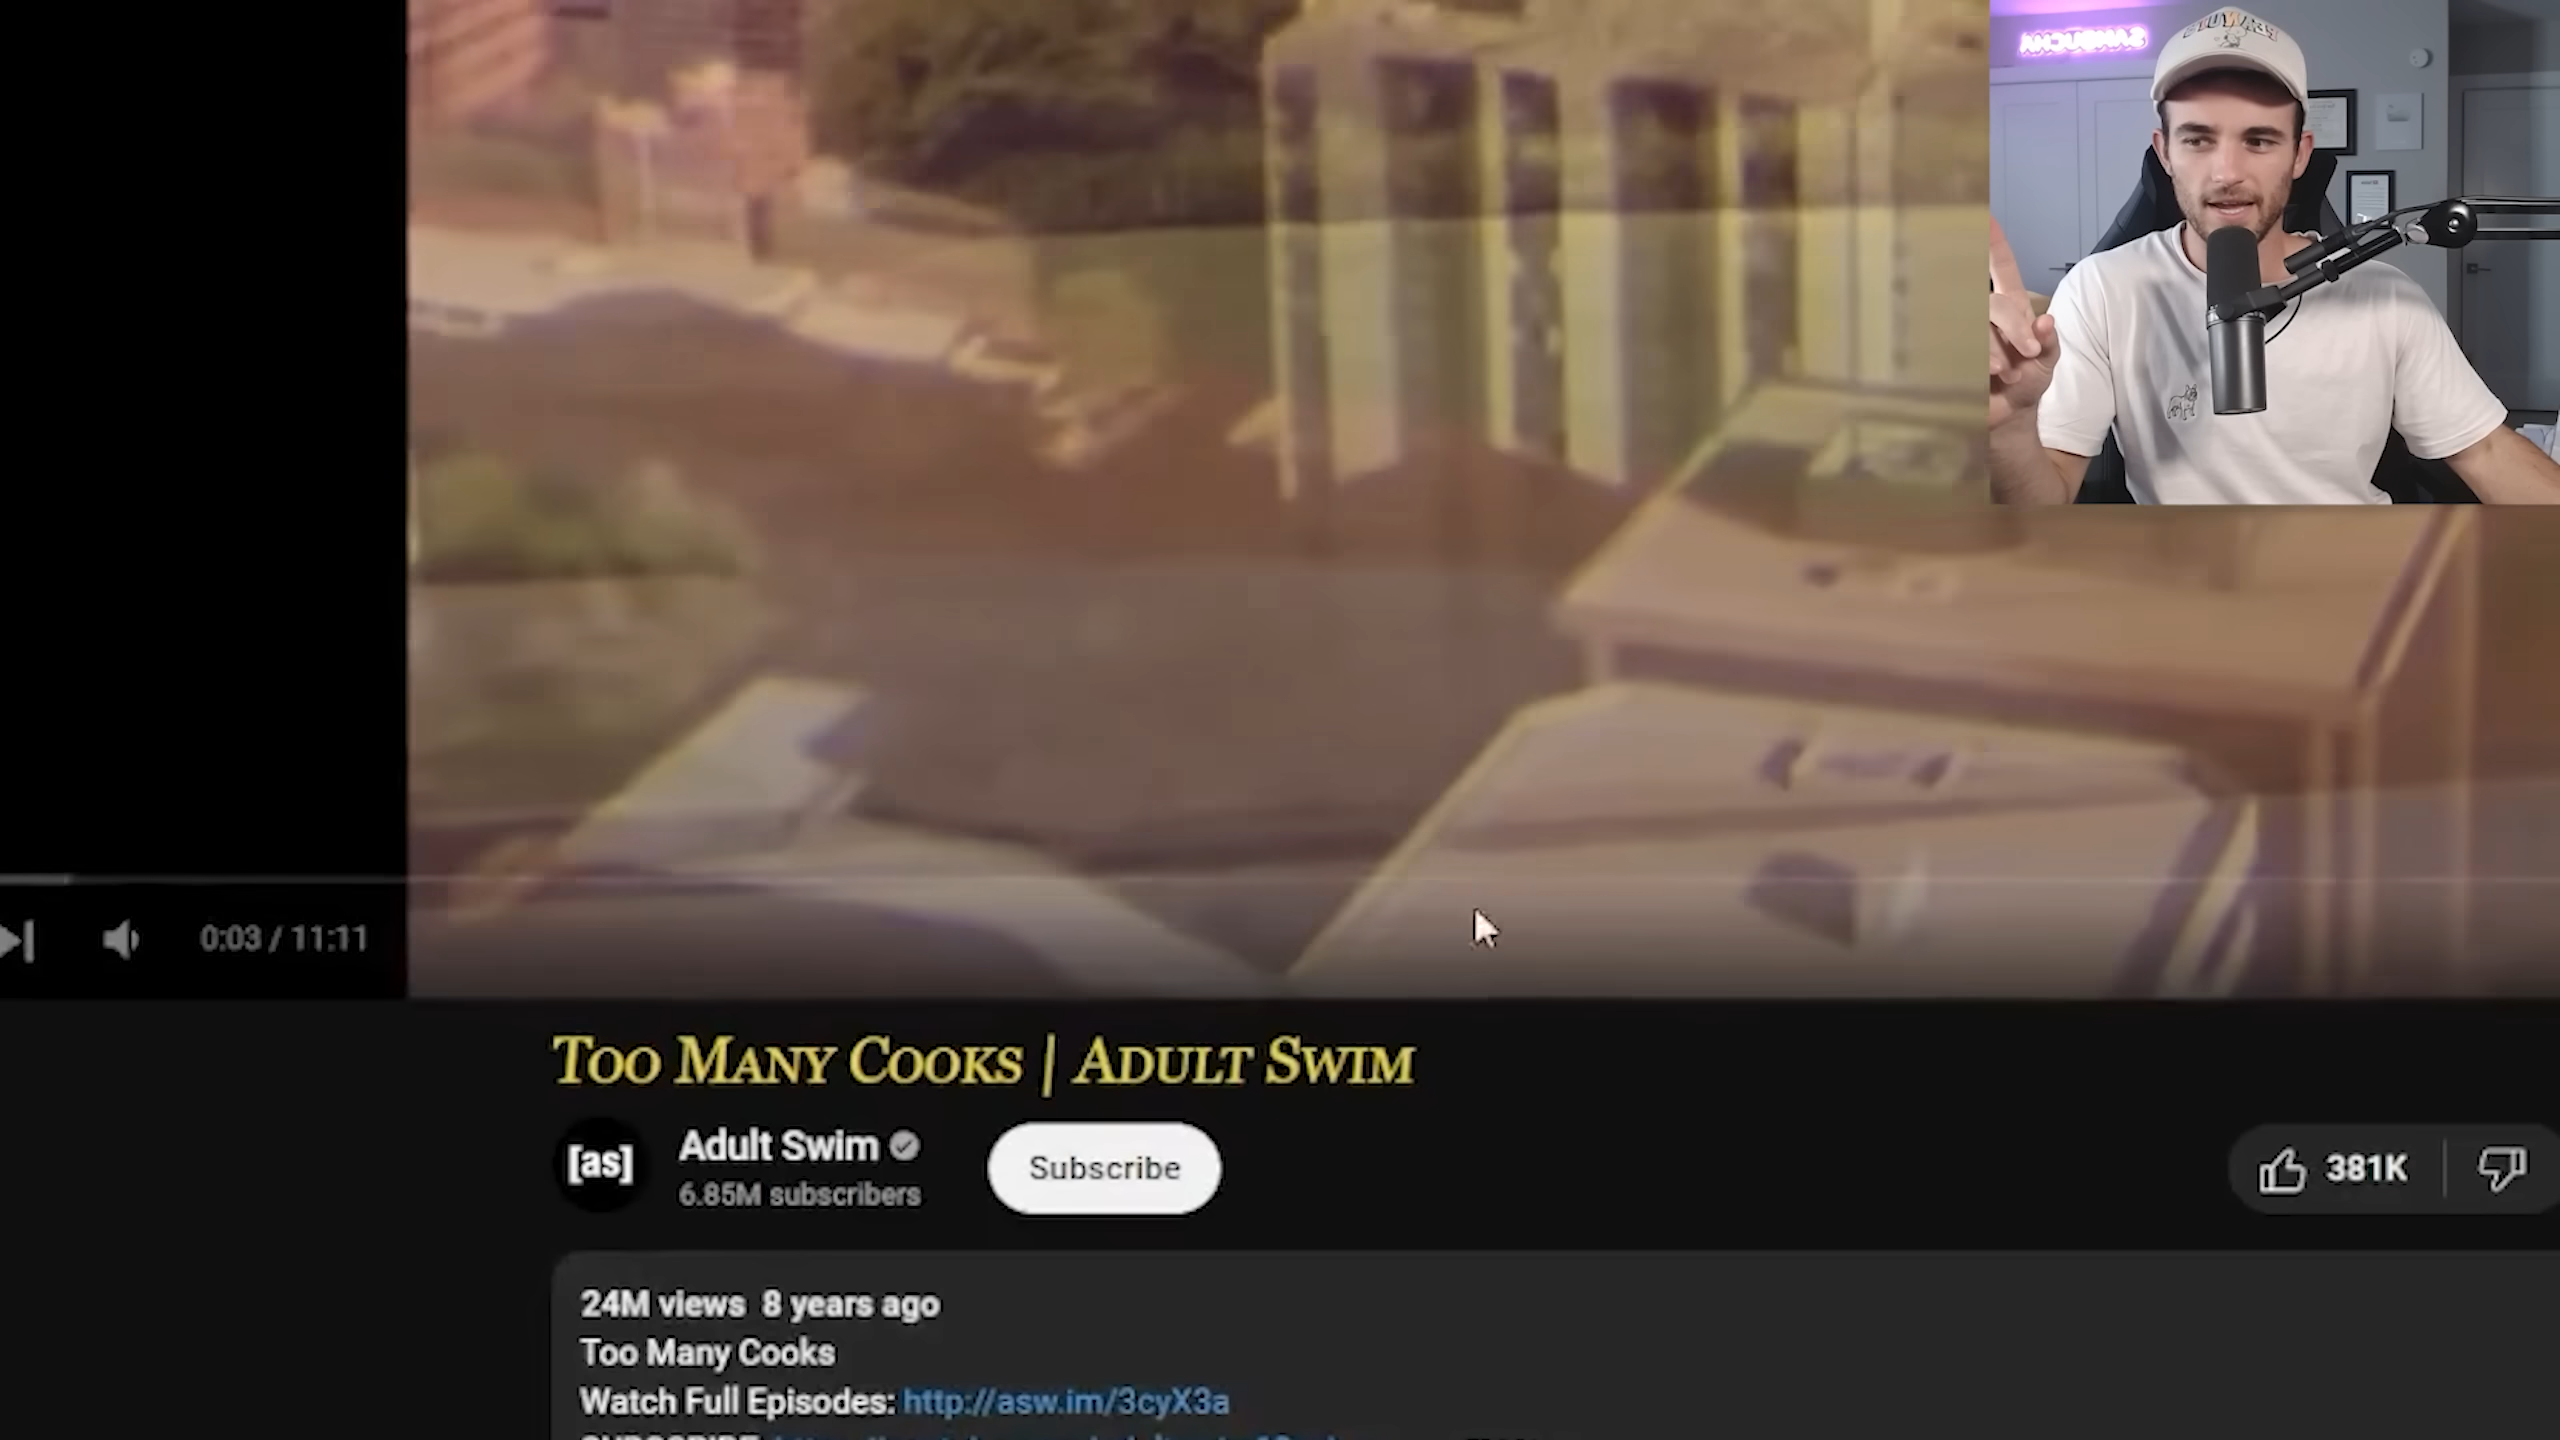 0:03 / 11:11
Too Many Cooks | Adult Swim
[as]
Adult Swim
6.85M subscribers
Subscribe
381K
24M views 8 years ago
Too Many Cooks
Watch Full Episodes: http://asw.im/3cyX3a